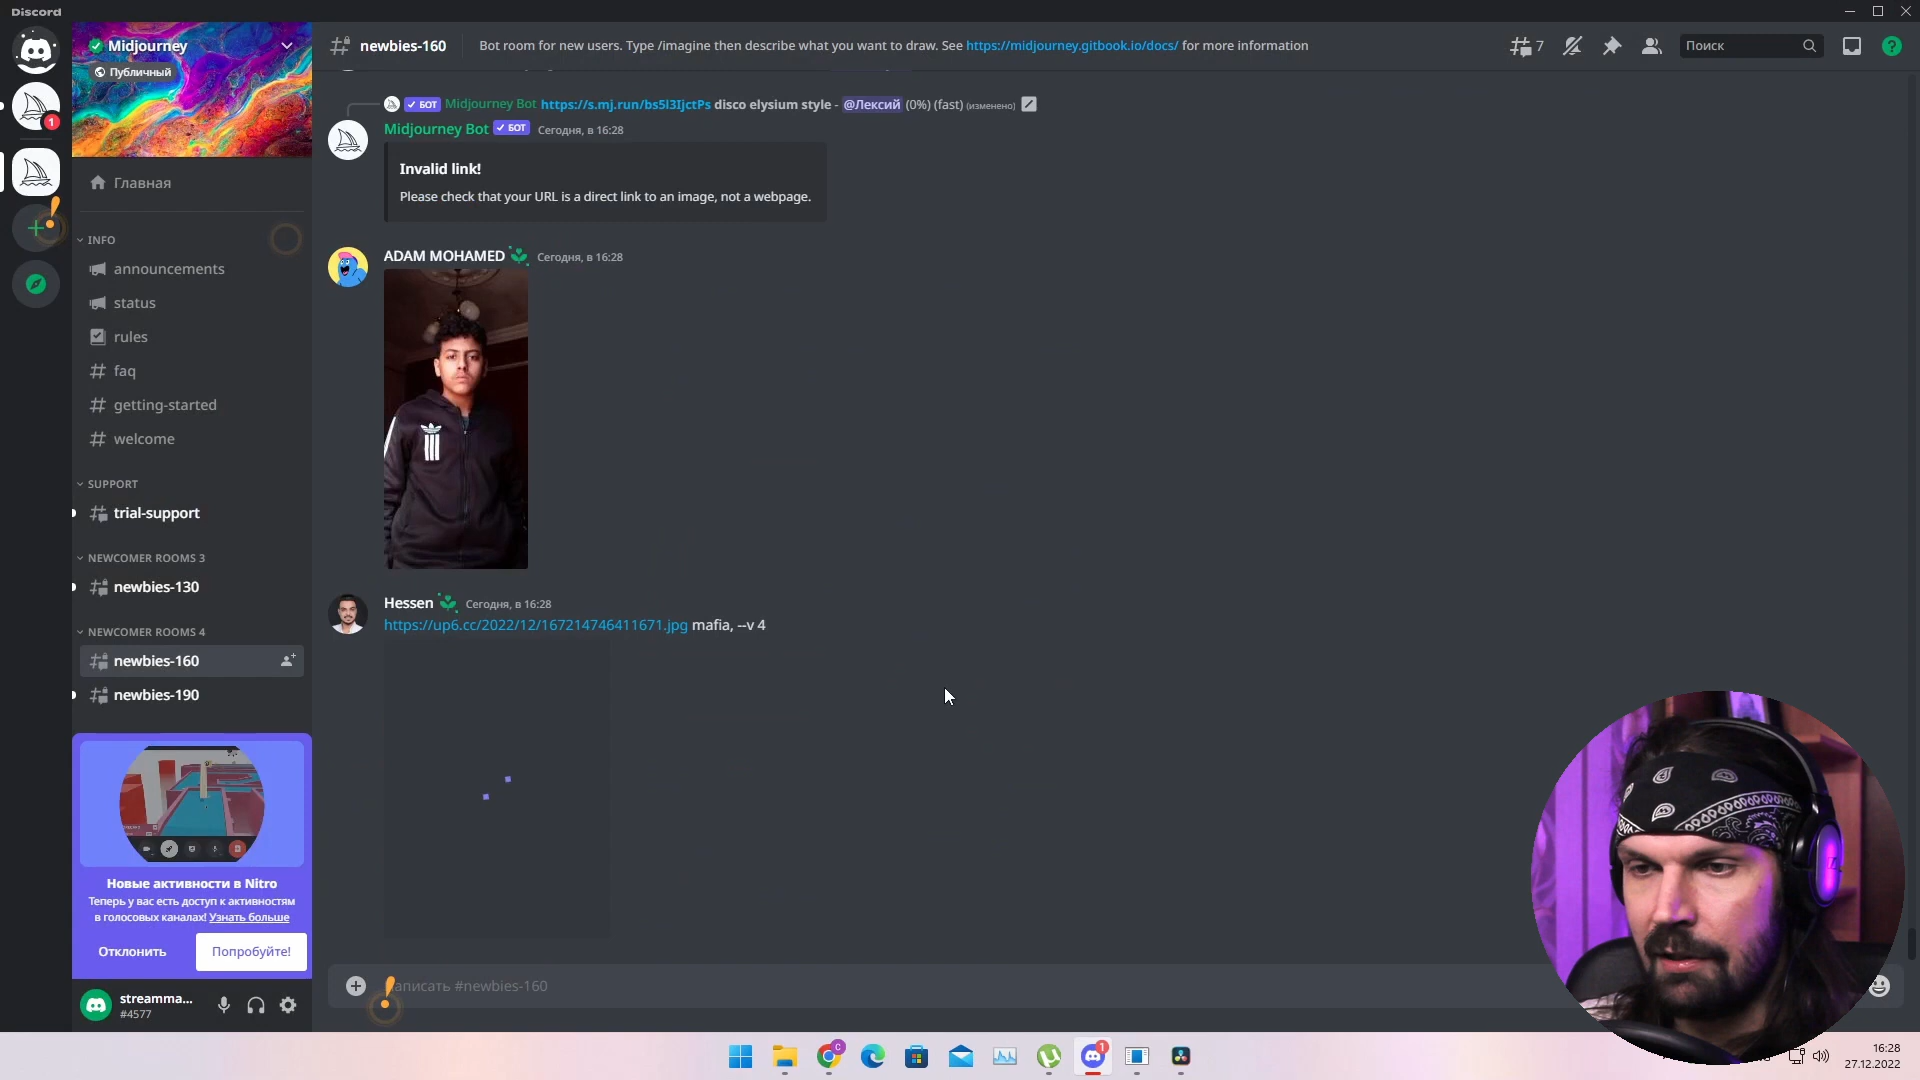 Discord
Midjourney
Публичный
Главная
INFO
announcements
status
rules
faq
getting-started
welcome
SUPPORT
trial-support
NEWCOMER ROOMS 3
newbies-130
NEWCOMER ROOMS 4
newbies-160
newbies-190
Новые активности в Nitro
Теперь у вас есть доступ к активностям
в голосовых каналах! Узнать больше
Отклонить
Попробуйте!
streamma...
#4577
1
newbies-160
Bot room for new users. Type /imagine then describe what you want to draw. See https://midjourney.gitbook.io/docs/ for more information
7
Поиск
БОТ Midjourney Bot https://s.mj.run/bs5l3IjctPs disco elysium style - @Лексий (0%) (fast) (изменено)
Midjourney Bot БОТ Сегодня, в 16:28
Invalid link!
Please check that your URL is a direct link to an image, not a webpage.
ADAM MOHAMED Сегодня, в 16:28
Hessen Сегодня, в 16:28
https://up6.cc/2022/12/167214746411671.jpg mafia, --v 4
аписать #newbies-160
C
1
16:28
27.12.2022